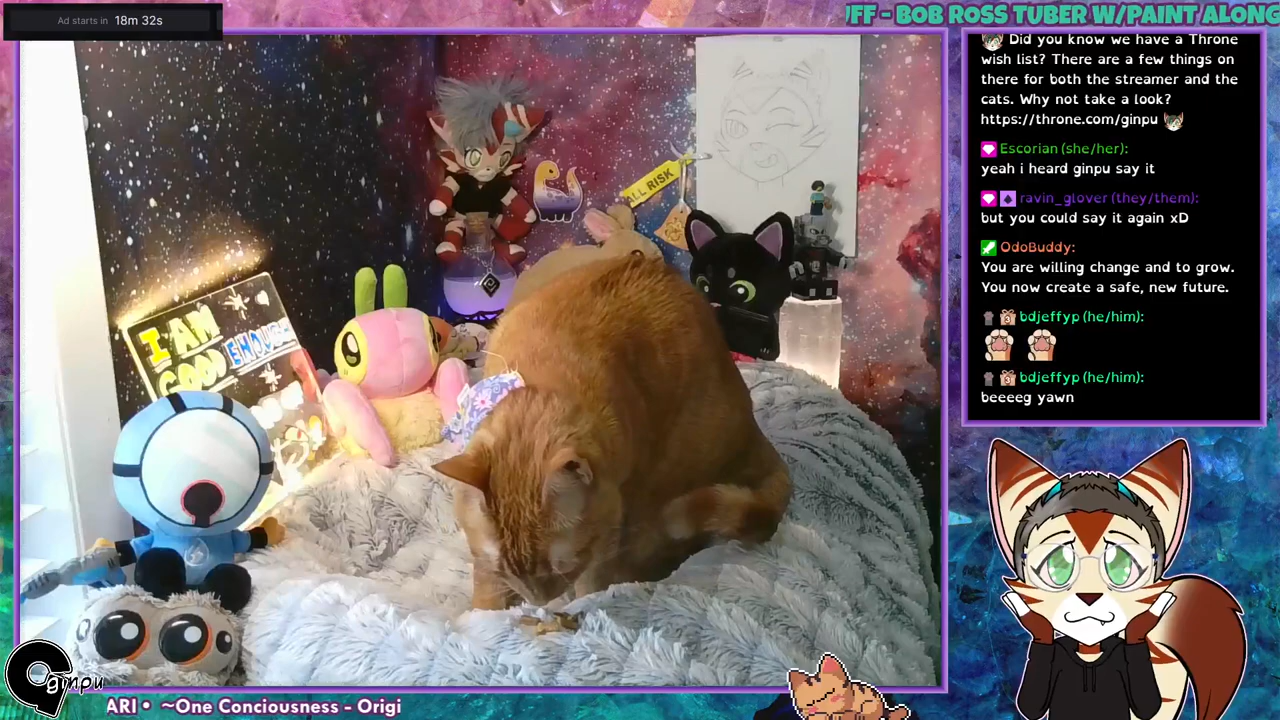 Ad starts in 18m 32s
UFF - BOB ROSS TUBER W/PAINT ALONG
Did you know we have a Throne
wish list? There are a few things on
there for both the streamer and the
cats. Why not take a look?
https://throne.com/ginpu
Escorian (she/her):
yeah i heard ginpu say it
ravin_glover (they/them):
but you could say it again xD
OdoBuddy:
You are willing change and to grow.
You now create a safe, new future.
bdjeffyp (he/him):
bdjeffyp (he/him):
beeeeg yawn
ALL RISK
I AM
GOOD ENOUGH
ginpu
ARI • ~One Conciousness - Origi